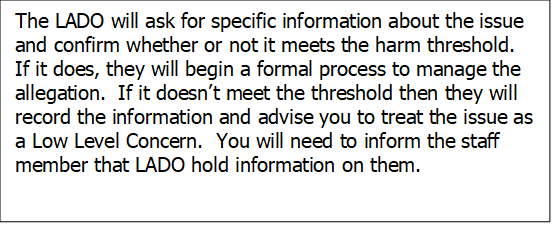 The LADO will ask for specific information about the issue
and confirm whether or not it meets the harm threshold.
If it does, they will begin a formal process to manage the
allegation.  If it doesn’t meet the threshold then they will
record the information and advise you to treat the issue as
a Low Level Concern.  You will need to inform the staff
member that LADO hold information on them.